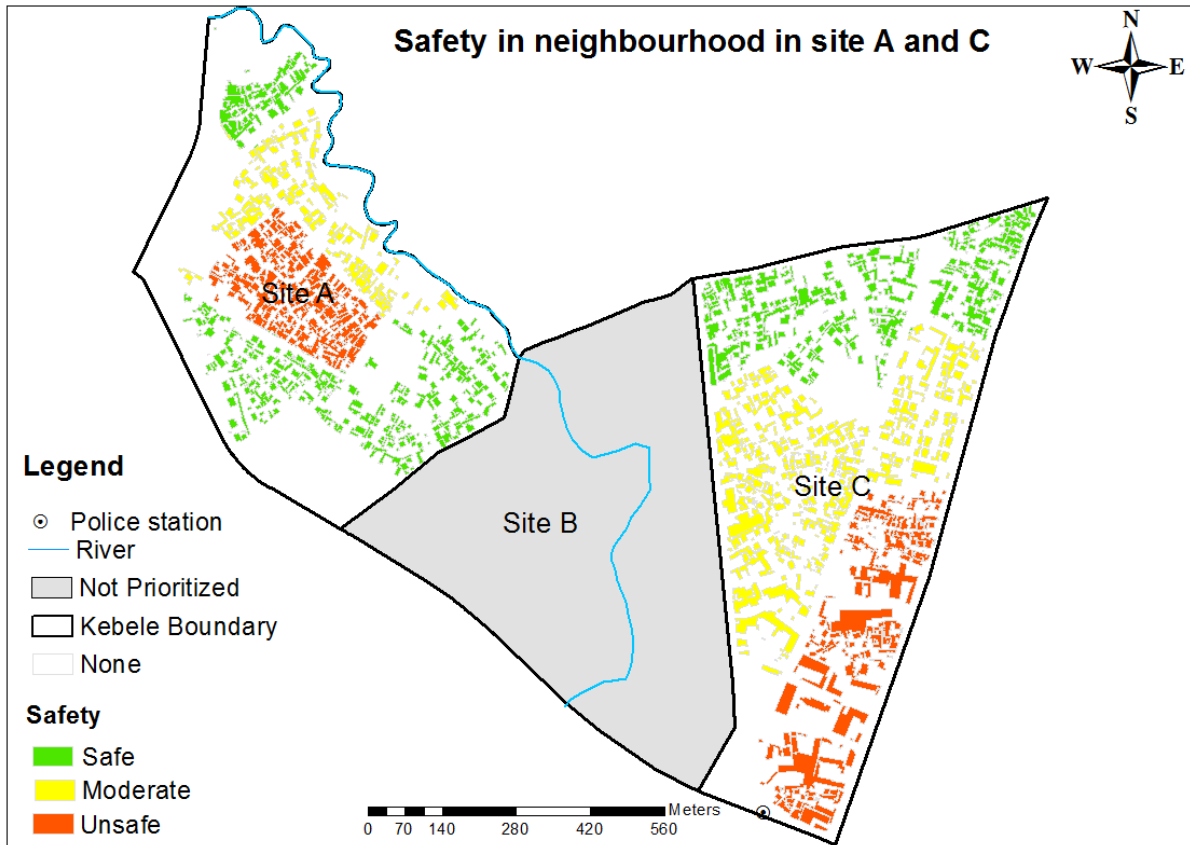 Safety in neighbourhood in site A and C
N
W E
S
Site A
Site B
Site C
Legend
Police station
River
Not Prioritized
Kebele Boundary
None
Safety
Safe
Moderate
Unsafe
Meters
0 70 140 280 420 560